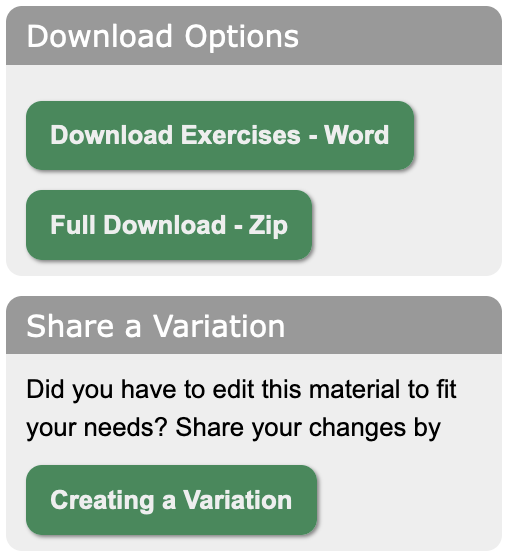 Download Options
Download Exercises - Word
Full Download - Zip
Share a Variation
Did you have to edit this material to fit
your needs? Share your changes by
Creating a Variation